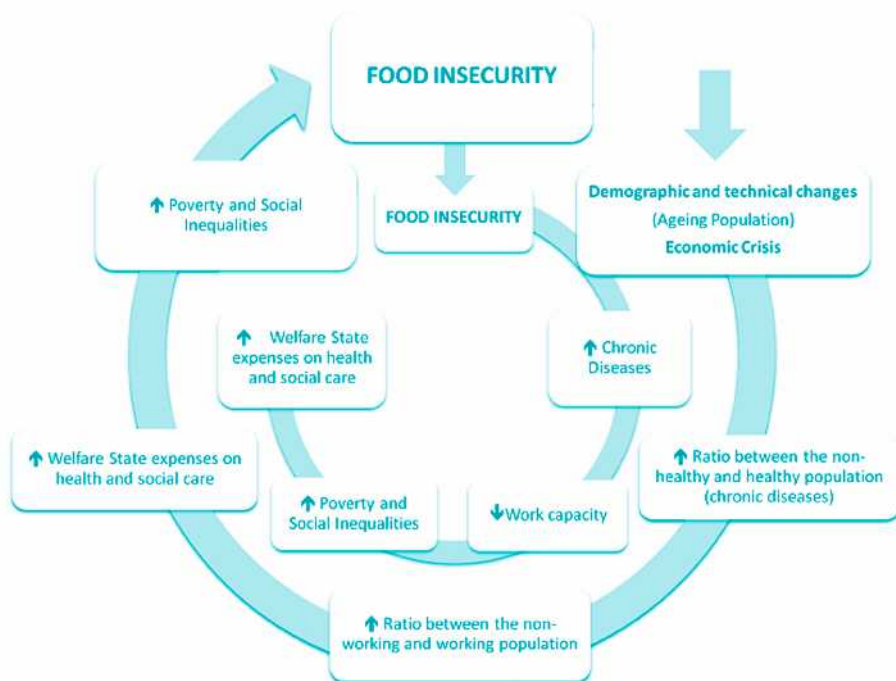 FOOD INSECURITY
FOOD INSECURITY
Demographic and technical changes
(Ageing Population)
Economic Crisis
↑ Poverty and Social
Inequalities
↑ Welfare State
expenses on health
and social care
↑ Chronic
Diseases
↑ Welfare State expenses on
health and social care
↑ Ratio between the non-
healthy and healthy population
(chronic diseases)
↑ Poverty and
Social Inequalities
↓ Work capacity
↑ Ratio between the non-
working and working population